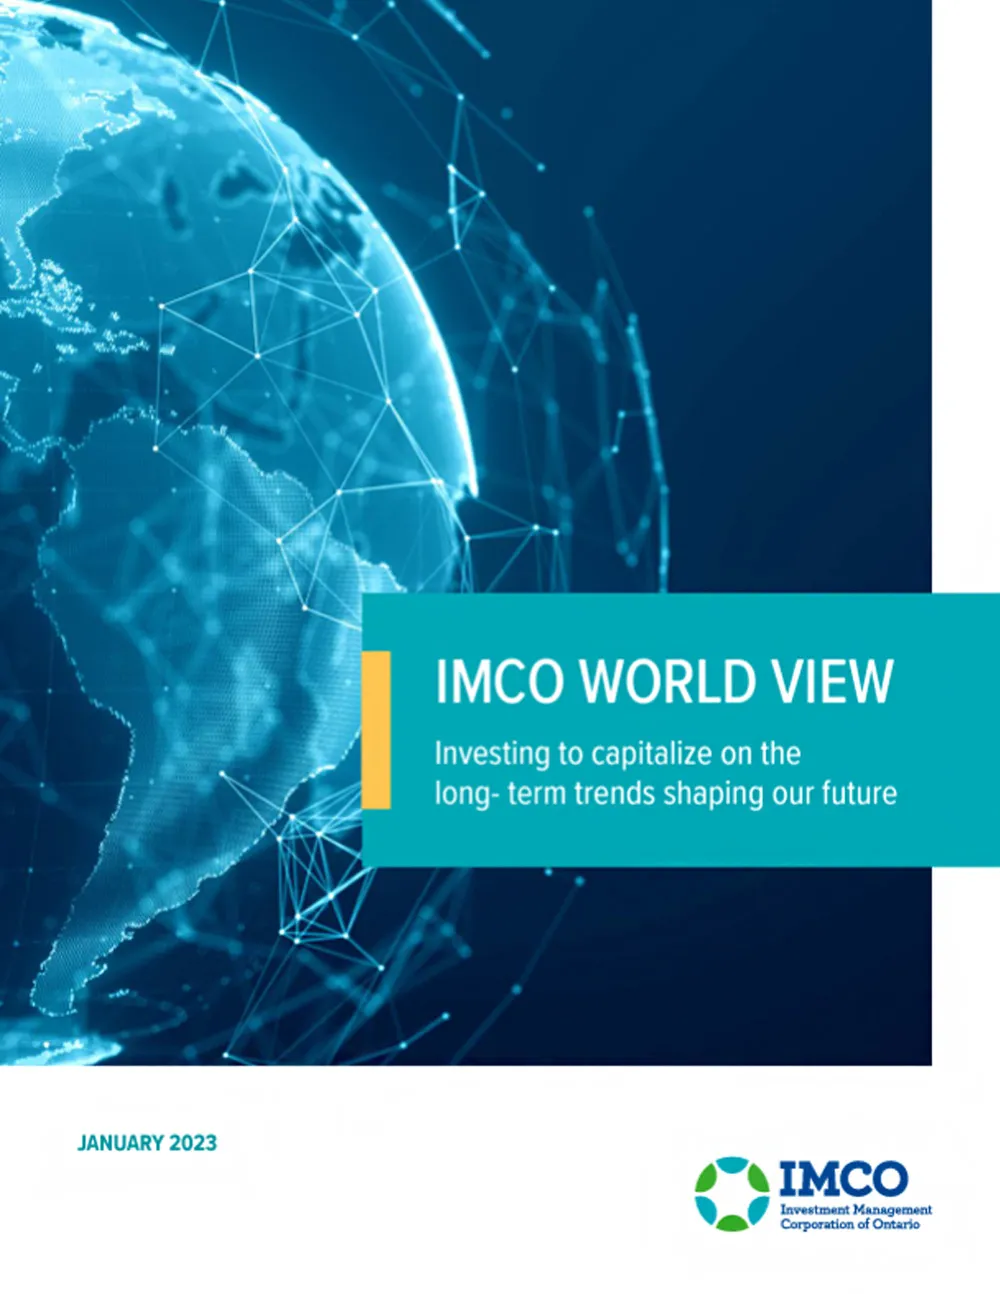 IMCO WORLD VIEW
Investing to capitalize on the
long- term trends shaping our future
JANUARY 2023
IMCO
Investment Management
Corporation of Ontario